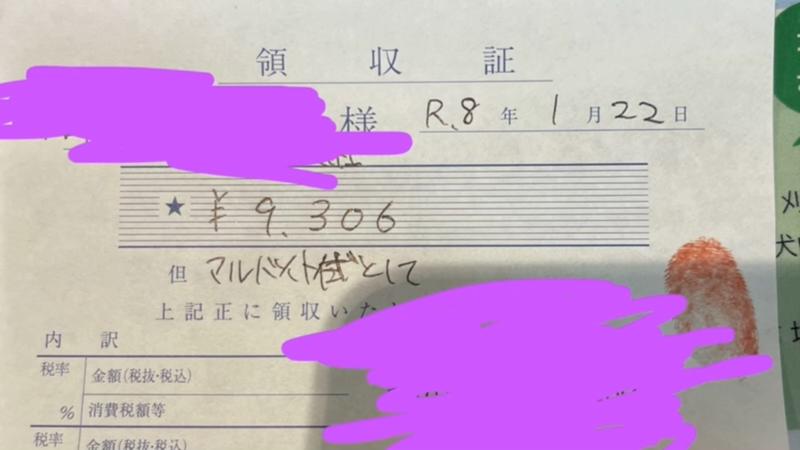 領収証
様 R.8年1月22日
★ ¥9.306
但 マルドメイト代として
上記正に領収いた
内訳
税率 金額(税抜・税込)
% 消費税額等
税率 金額(税抜・税込)